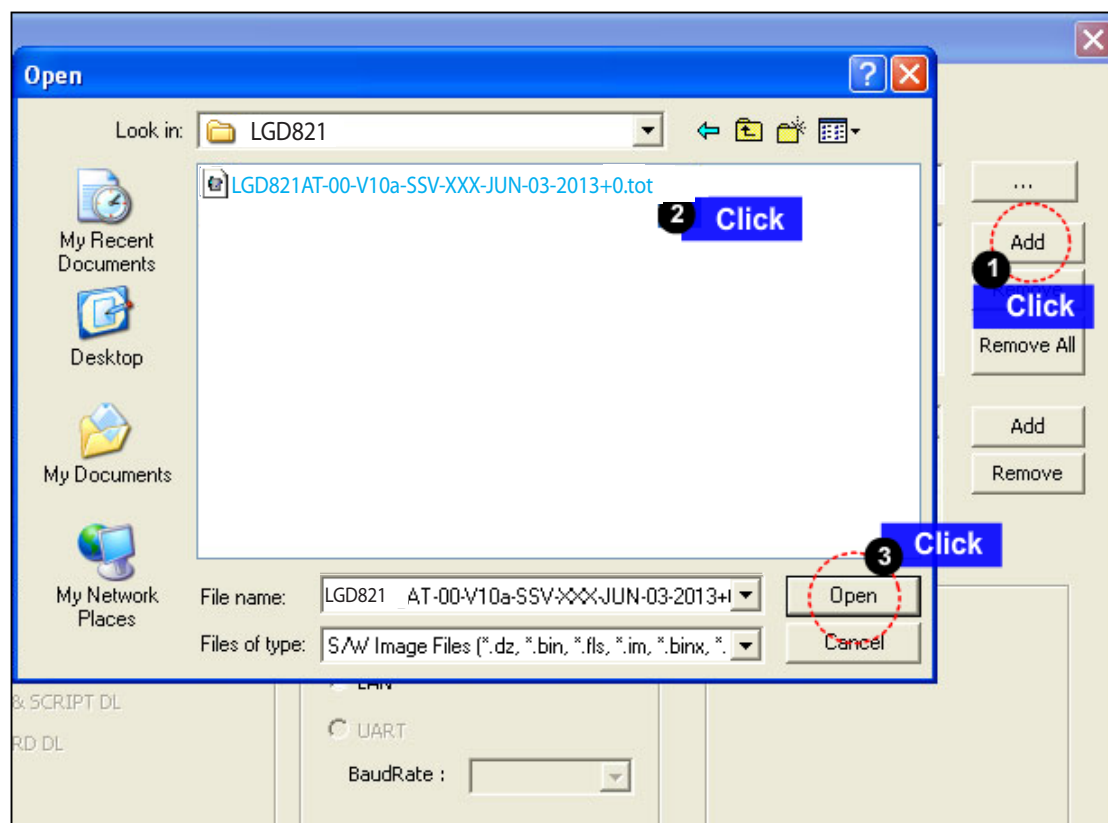 Open
Look in: LGD821
LGD821AT-00-V10a-SSV-XXX-JUN-03-2013+0.tot
2 Click
My Recent
Documents
Desktop
My Documents
My Network
Places
File name: LGD821 _AT-00-V10a-SSV-XXX-JUN-03-2013+
Files of type: S/W Image Files (*.dz, *.bin, *.fls, *.im, *.binx, *.
3 Click
Open
Cancel
...
Add
1 Click
Remove
Remove All
Add
Remove
& SCRIPT DL
RD DL
LAN
UART
BaudRate :